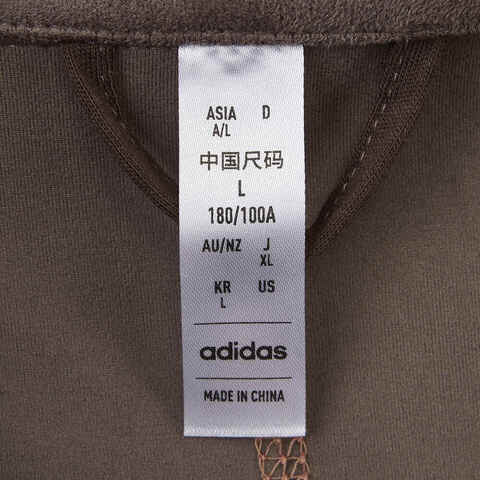 ASIA D
A/L
中国尺码
L
180/100A
AU/NZ J
XL
KR US
L
adidas
MADE IN CHINA